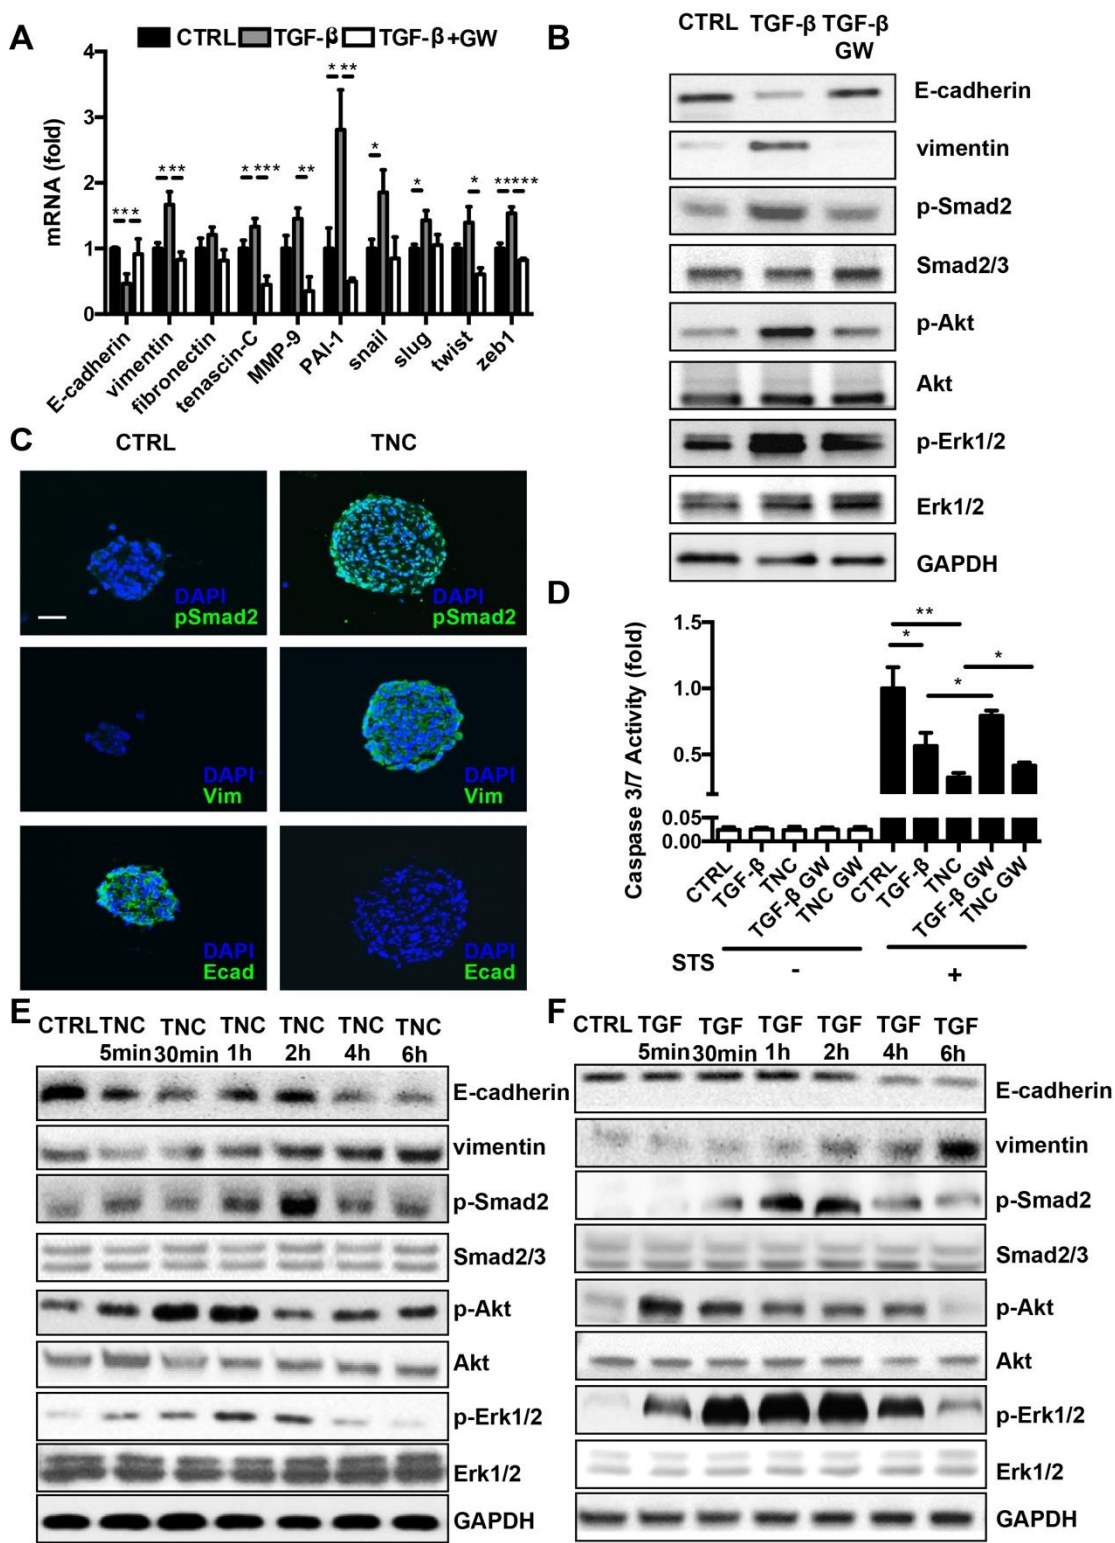 A
CTRL TGF-β TGF-β+GW
4
3
2
1
0
mRNA (fold)
*** * * *** * *** ** * ** * * * ** ***
E-cadherin
vimentin
fibronectin
tenascin-C
MMP-9
PAI-1
snail
slug
twist
zeb1
B
CTRL TGF-β TGF-β
GW
E-cadherin
vimentin
p-Smad2
Smad2/3
p-Akt
Akt
p-Erk1/2
Erk1/2
GAPDH
C
CTRL TNC
DAPI
pSmad2
DAPI
pSmad2
DAPI
Vim
DAPI
Vim
DAPI
Ecad
DAPI
Ecad
D
Caspase 3/7 Activity (fold)
1.5
1.0
0.5
0.05
0.00
**
*
*
*
CTRL
TGF-β
TNC
TGF-β GW
TNC GW
CTRL
TGF-β
TNC
TGF-β GW
TNC GW
STS - +
E
CTRL TNC TNC TNC TNC TNC TNC
5min 30min 1h 2h 4h 6h
E-cadherin
vimentin
p-Smad2
Smad2/3
p-Akt
Akt
p-Erk1/2
Erk1/2
GAPDH
F
CTRL TGF TGF TGF TGF TGF TGF
5min 30min 1h 2h 4h 6h
E-cadherin
vimentin
p-Smad2
Smad2/3
p-Akt
Akt
p-Erk1/2
Erk1/2
GAPDH